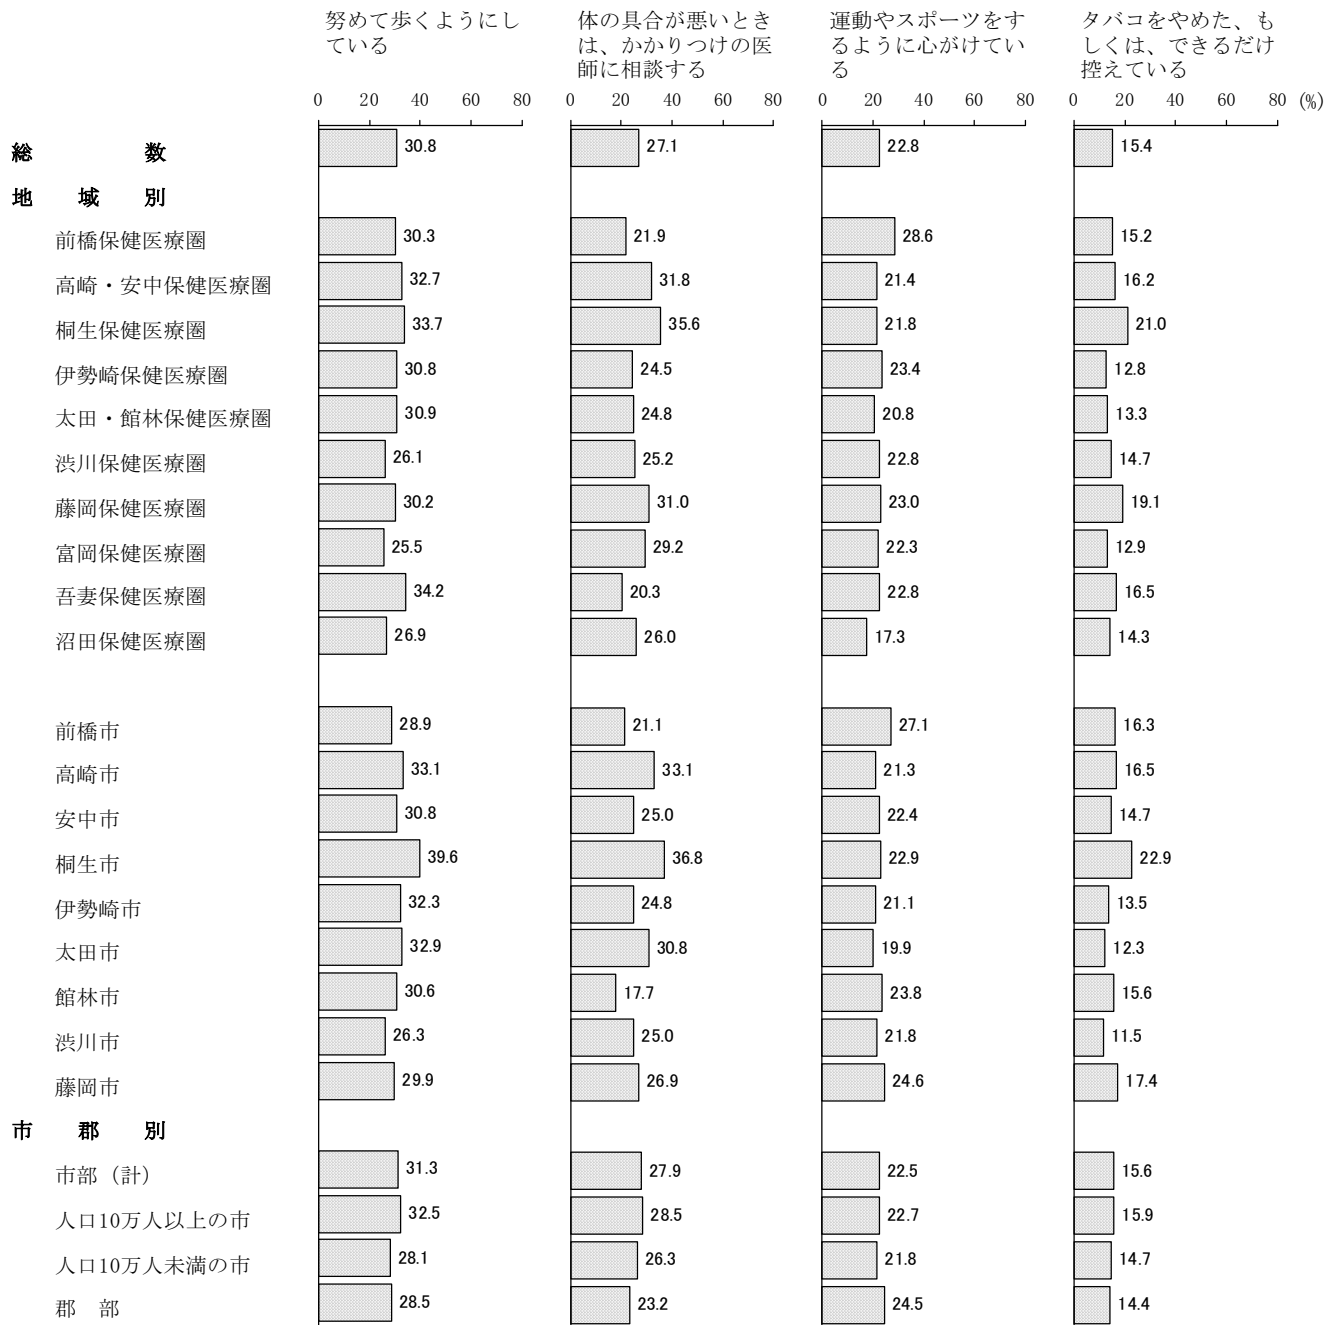 努めて歩くようにし
ている
体の具合が悪いとき
は、かかりつけの医
師に相談する
運動やスポーツをす
るように心がけてい
る
タバコをやめた、も
しくは、できるだけ
控えている
0 20 40 60 80 0 20 40 60 80 0 20 40 60 80 0 20 40 60 80 (%)
総 数 30.8 27.1 22.8 15.4
地 域 別
前橋保健医療圏 30.3 21.9 28.6 15.2
高崎・安中保健医療圏 32.7 31.8 21.4 16.2
桐生保健医療圏 33.7 35.6 21.8 21.0
伊勢崎保健医療圏 30.8 24.5 23.4 12.8
太田・館林保健医療圏 30.9 24.8 20.8 13.3
渋川保健医療圏 26.1 25.2 22.8 14.7
藤岡保健医療圏 30.2 31.0 23.0 19.1
富岡保健医療圏 25.5 29.2 22.3 12.9
吾妻保健医療圏 34.2 20.3 22.8 16.5
沼田保健医療圏 26.9 26.0 17.3 14.3
前橋市 28.9 21.1 27.1 16.3
高崎市 33.1 33.1 21.3 16.5
安中市 30.8 25.0 22.4 14.7
桐生市 39.6 36.8 22.9 22.9
伊勢崎市 32.3 24.8 21.1 13.5
太田市 32.9 30.8 19.9 12.3
館林市 30.6 17.7 23.8 15.6
渋川市 26.3 25.0 21.8 11.5
藤岡市 29.9 26.9 24.6 17.4
市 郡 別
市部（計） 31.3 27.9 22.5 15.6
人口10万人以上の市 32.5 28.5 22.7 15.9
人口10万人未満の市 28.1 26.3 21.8 14.7
郡 部 28.5 23.2 24.5 14.4